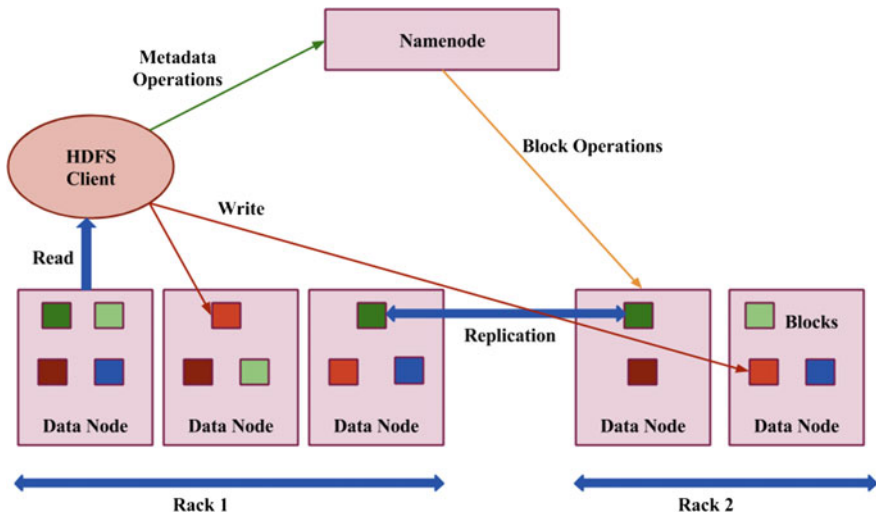 Namenode
Metadata
Operations
HDFS
Client
Block Operations
Write
Read
Replication
Blocks
Data Node
Data Node
Data Node
Data Node
Data Node
Rack 1
Rack 2